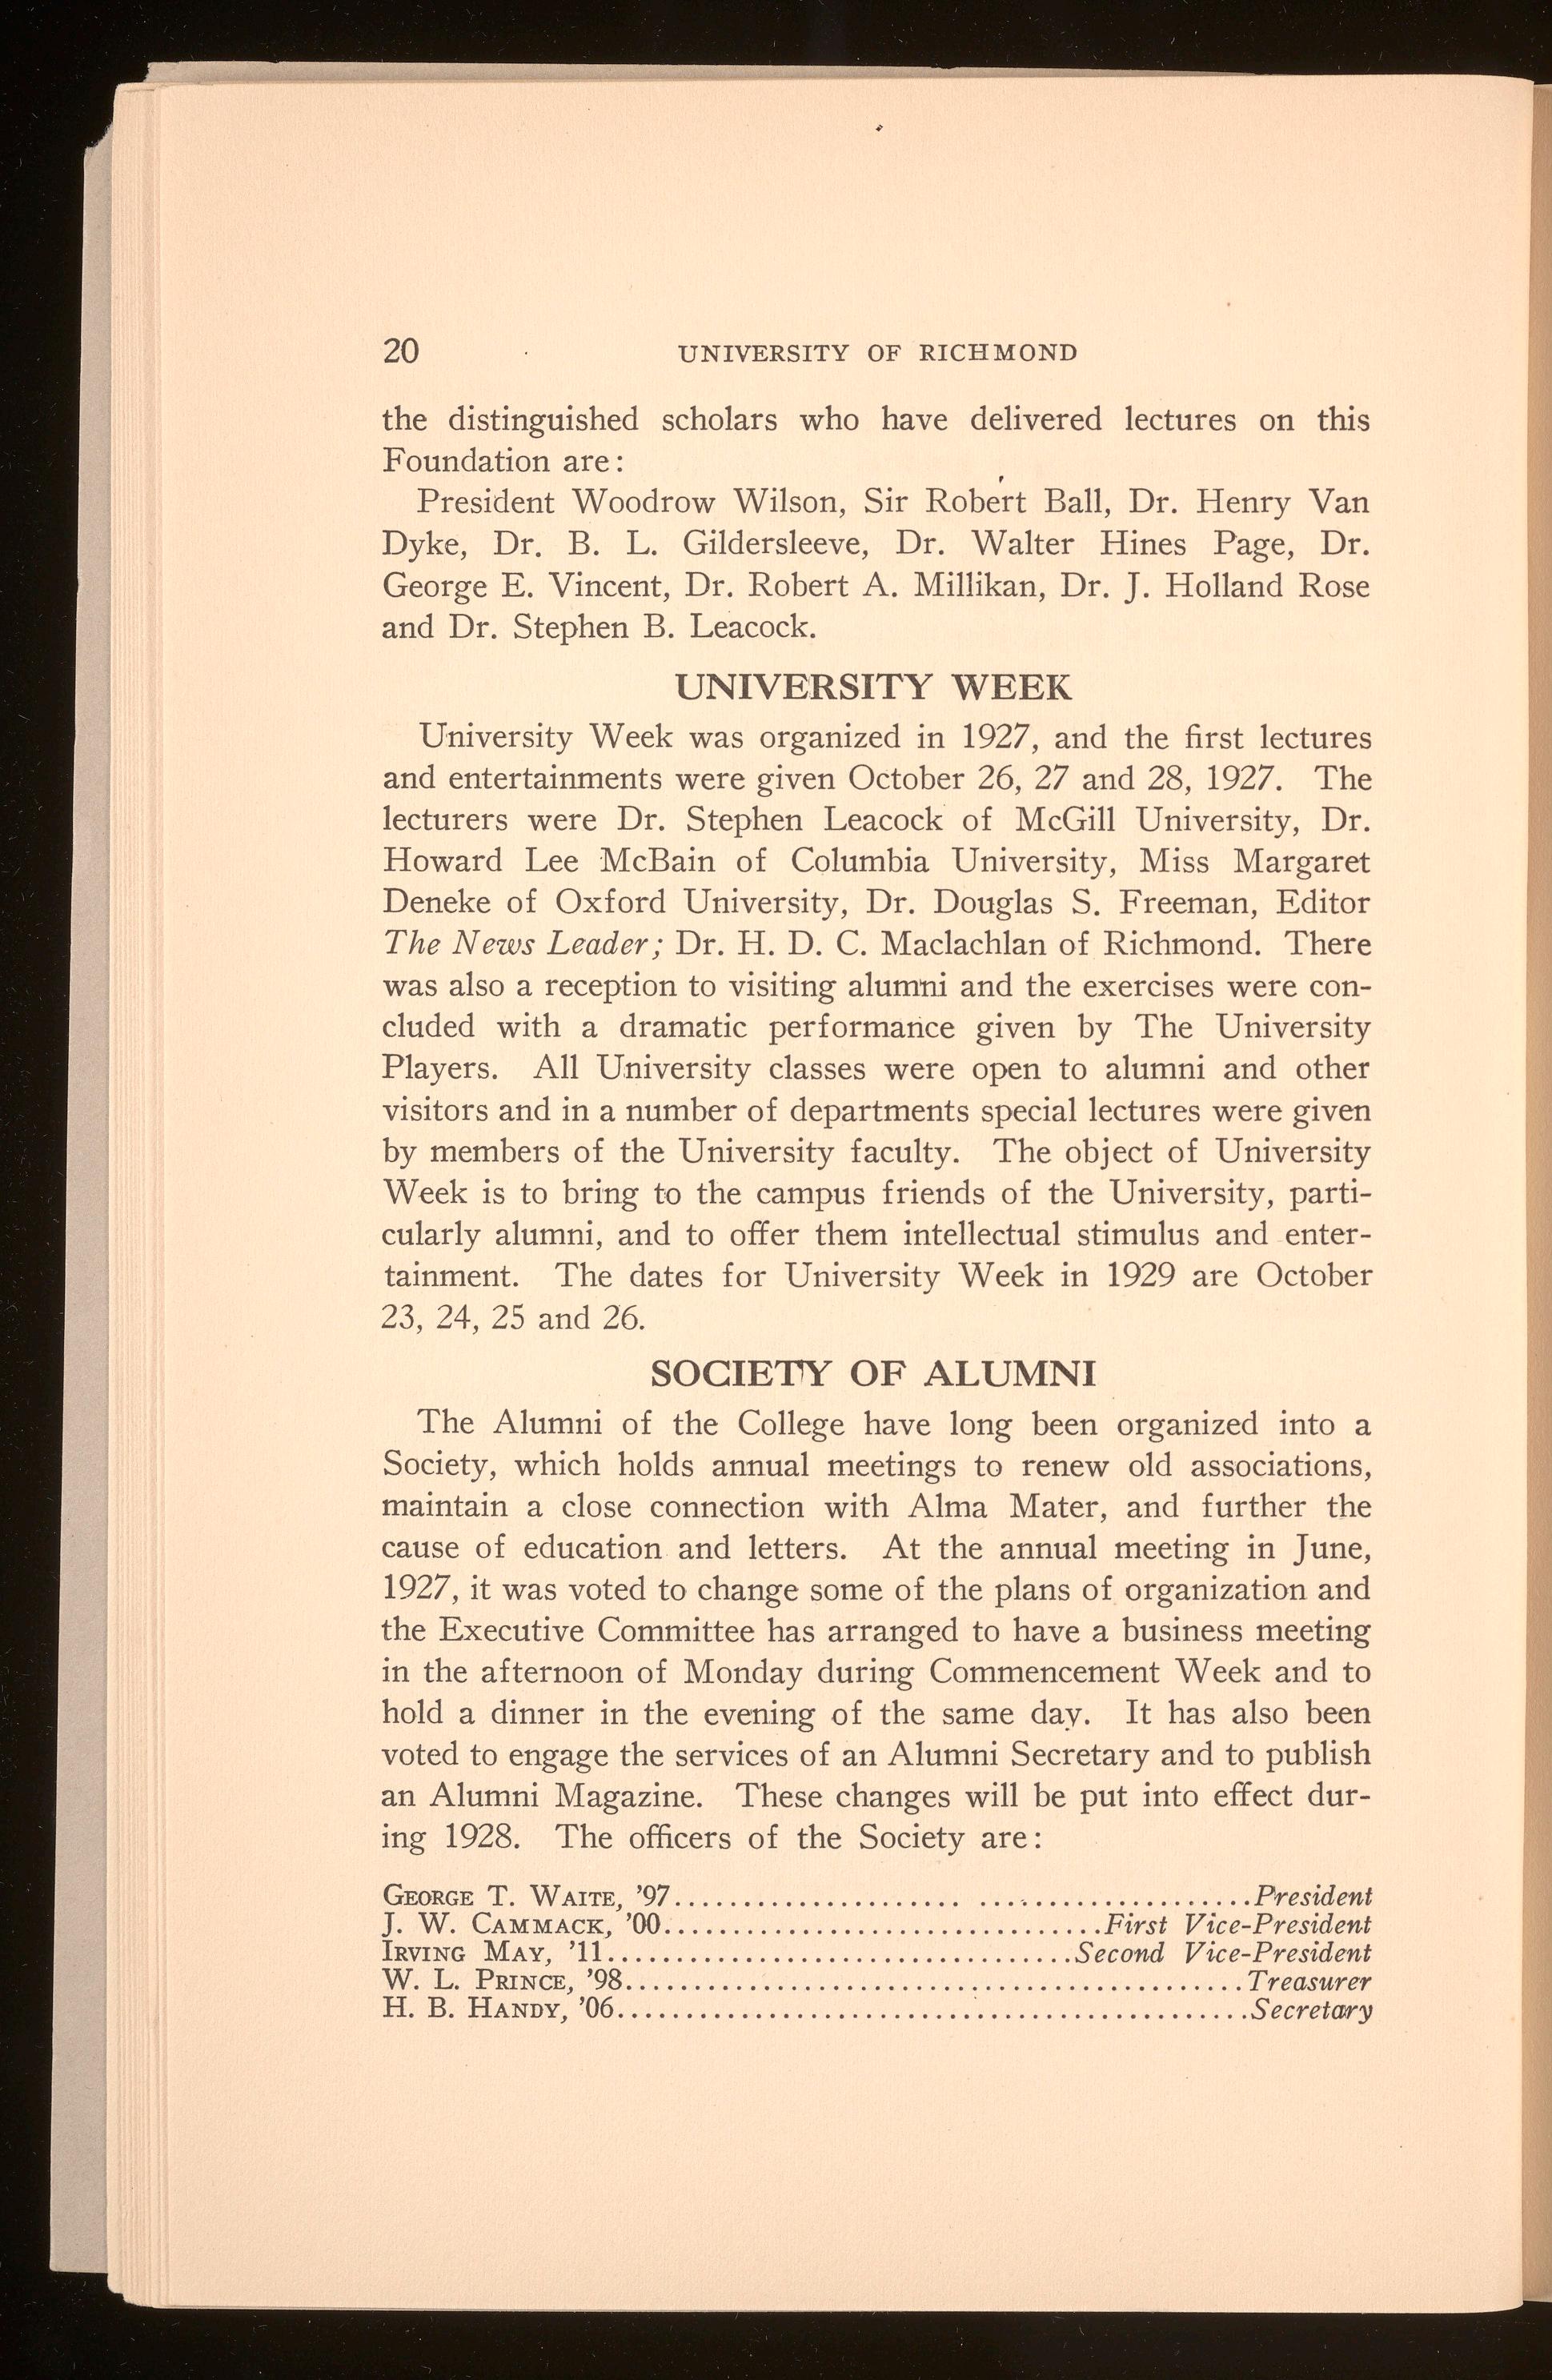 20 UNIVERSITY OF RICHMOND
the distinguished scholars who have delivered lectures on this
Foundation are:
President Woodrow Wilson, Sir Robert Ball, Dr. Henry Van
Dyke, Dr. B. L. Gildersleeve, Dr. Walter Hines Page, Dr.
George E. Vincent, Dr. Robert A. Millikan, Dr. J. Holland Rose
and Dr. Stephen B. Leacock.
UNIVERSITY WEEK
University Week was organized in 1927, and the first lectures
and entertainments were given October 26, 27 and 28, 1927. The
lecturers were Dr. Stephen Leacock of McGill University, Dr.
Howard Lee McBain of Columbia University, Miss Margaret
Deneke of Oxford University, Dr. Douglas S. Freeman, Editor
The News Leader; Dr. H. D. C. Maclachlan of Richmond. There
was also a reception to visiting alumni and the exercises were con-
cluded with a dramatic performance given by The University
Players. All University classes were open to alumni and other
visitors and in a number of departments special lectures were given
by members of the University faculty. The object of University
Week is to bring to the campus friends of the University, parti-
cularly alumni, and to offer them intellectual stimulus and enter-
tainment. The dates for University Week in 1929 are October
23, 24, 25 and 26.
SOCIETY OF ALUMNI
The Alumni of the College have long been organized into a
Society, which holds annual meetings to renew old associations,
maintain a close connection with Alma Mater, and further the
cause of education and letters. At the annual meeting in June,
1927, it was voted to change some of the plans of organization and
the Executive Committee has arranged to have a business meeting
in the afternoon of Monday during Commencement Week and to
hold a dinner in the evening of the same day. It has also been
voted to engage the services of an Alumni Secretary and to publish
an Alumni Magazine. These changes will be put into effect dur-
ing 1928. The officers of the Society are:
GEORGE T. WAITE, '97.......................................President
J. W. CAMMACK, '00................................First Vice-President
IRVING MAY, '11..................................Second Vice-President
W. L. PRINCE, '98.............................................Treasurer
H. B. HANDY, '06..............................................Secretary